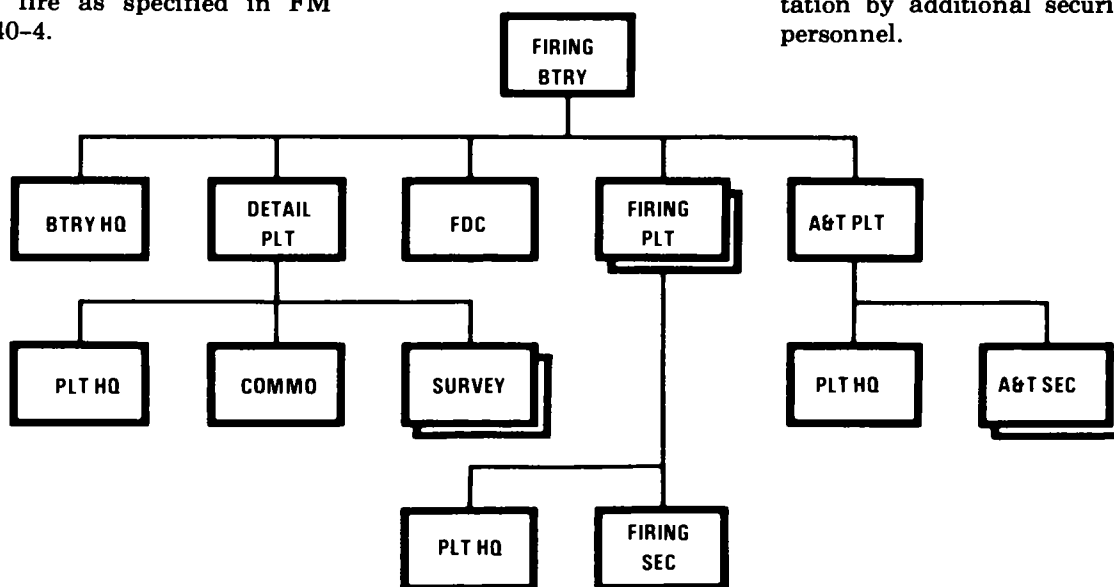 fire as specified in FM
40-4.
tation by additional securi
personnel.
FIRING
BTRY
BTRY HQ
DETAIL
PLT
FDC
FIRING
PLT
A&T PLT
PLT HQ
COMMO
SURVEY
PLT HQ
A&T SEC
PLT HQ
FIRING
SEC